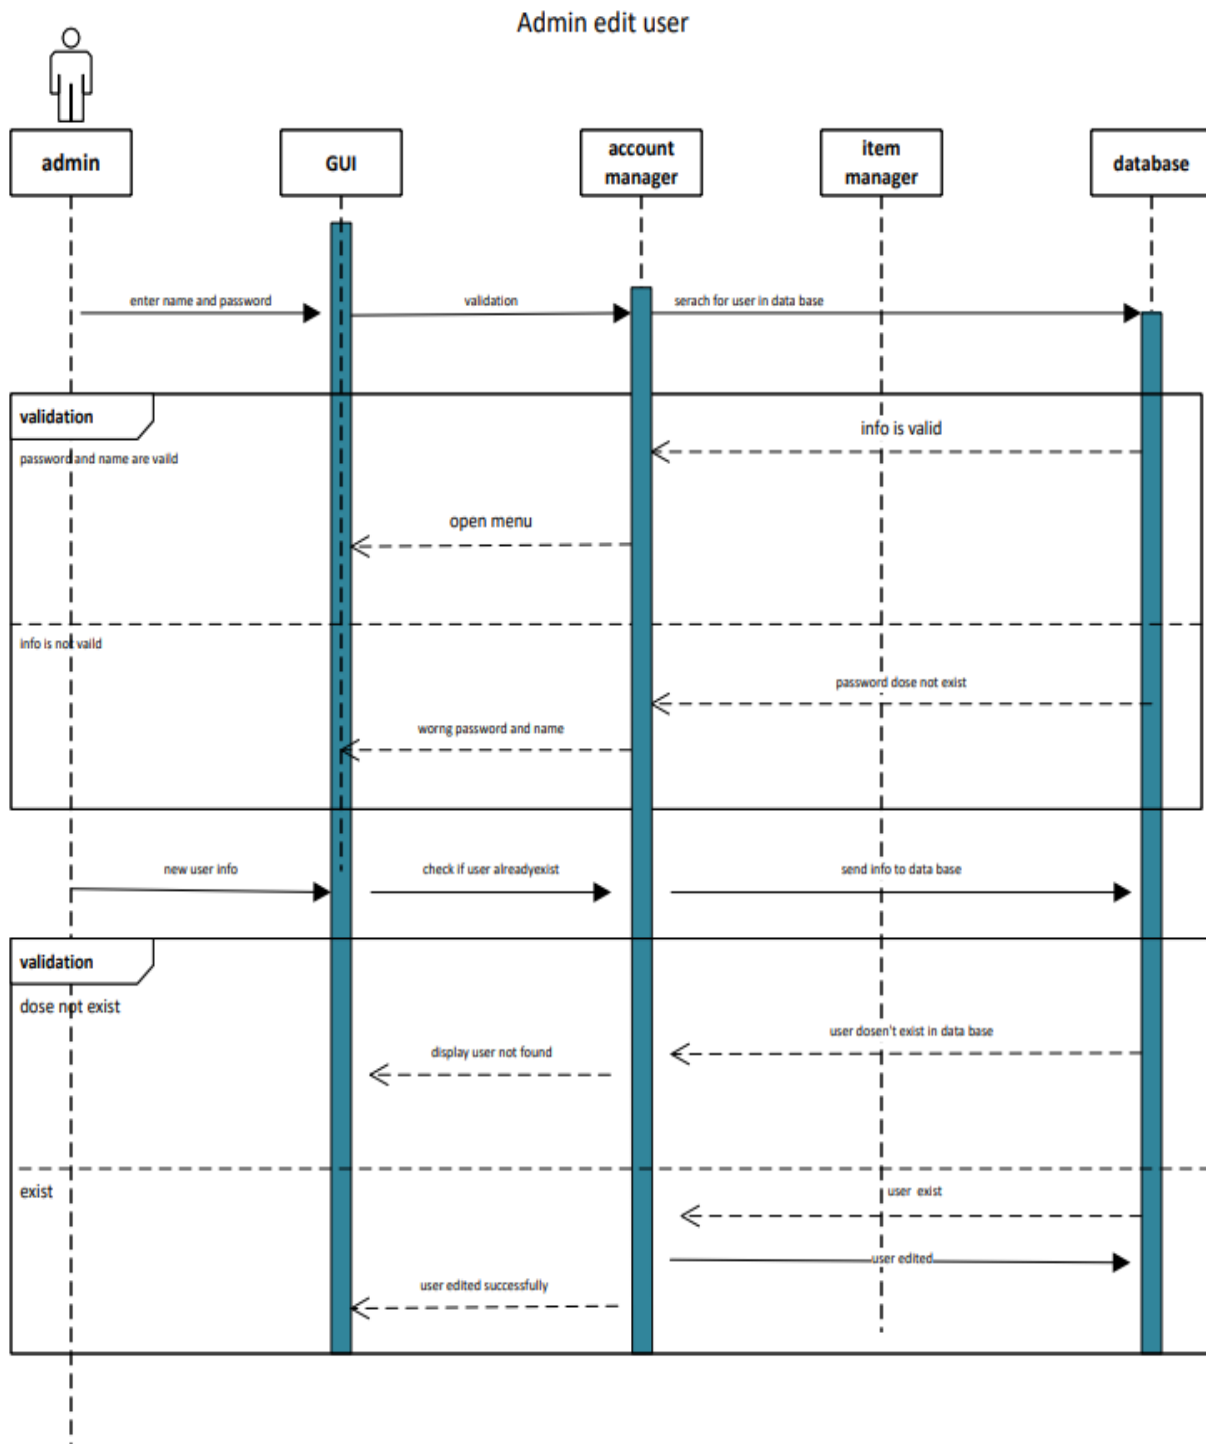 Admin edit user
admin
GUI
account
manager
item
manager
database
enter name and password
validation
serach for user in data base
validation
password and name are vaild
info is valid
open menu
info is not vaild
password dose not exist
worng password and name
new user info
check if user alreadyexist
send info to data base
validation
dose not exist
user dosen't exist in data base
display user not found
exist
user exist
user edited
user edited successfully